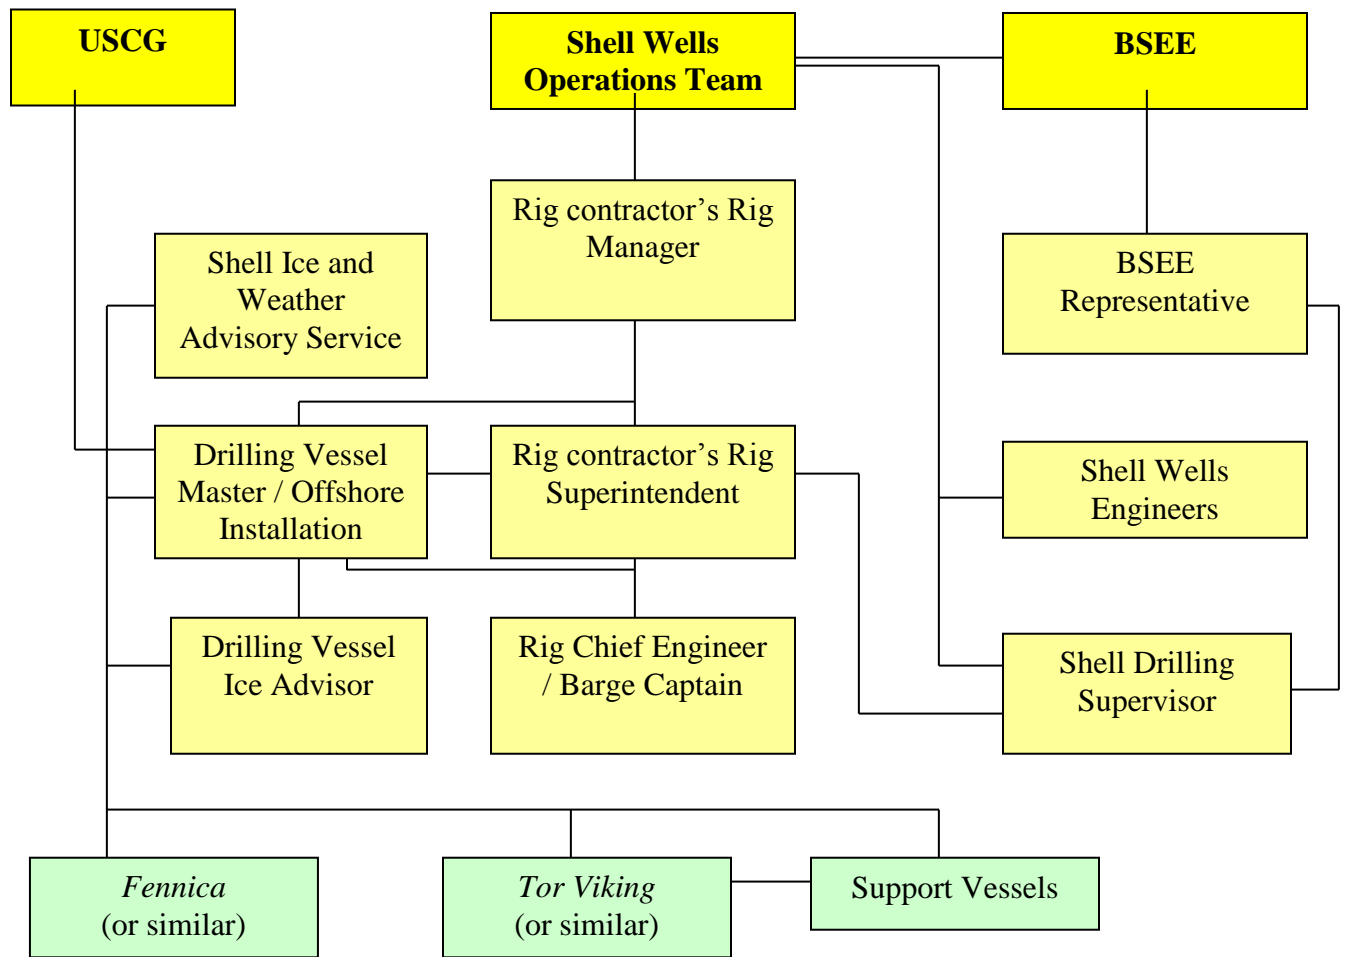 USCG
Shell Wells
Operations Team
BSEE
Rig contractor’s Rig
Manager
Shell Ice and
Weather
Advisory Service
BSEE
Representative
Drilling Vessel
Master / Offshore
Installation
Rig contractor’s Rig
Superintendent
Shell Wells
Engineers
Drilling Vessel
Ice Advisor
Rig Chief Engineer
/ Barge Captain
Shell Drilling
Supervisor
Fennica
(or similar)
Tor Viking
(or similar)
Support Vessels